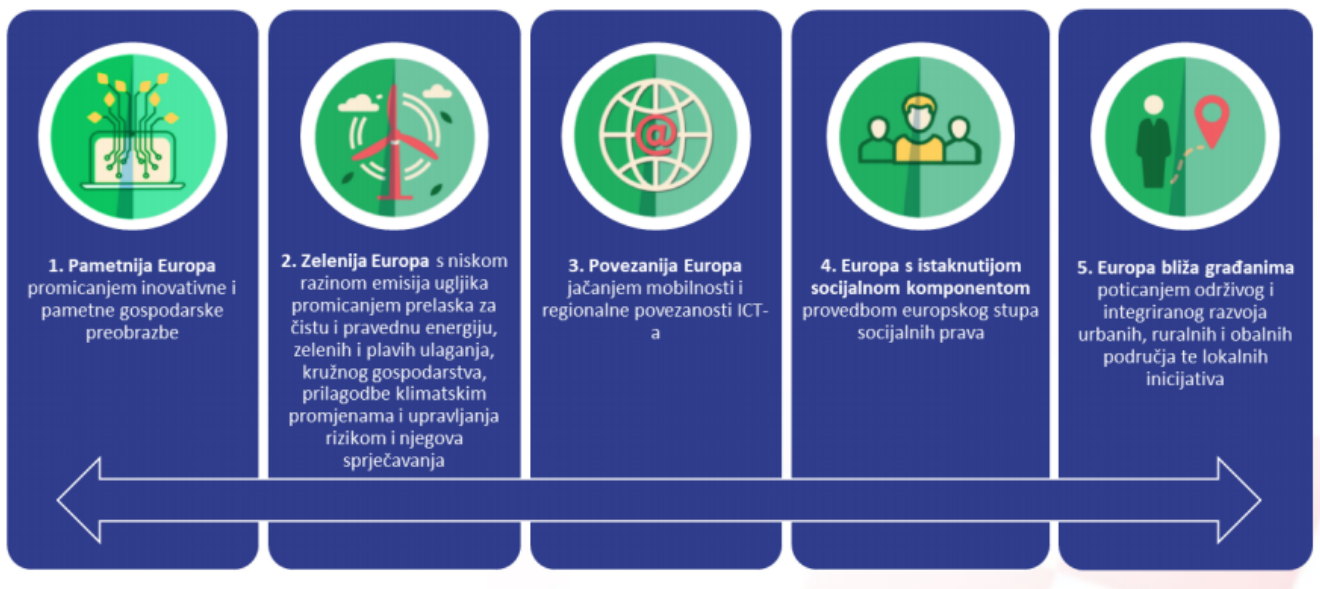 1. Pametnija Europa
promicanjem inovativne i
pametne gospodarske
preobrazbe
2. Zelenija Europa s niskom
razinom emisija ugljika
promicanjem prelaska za
čistu i pravednu energiju,
zelenih i plavih ulaganja,
kružnog gospodarstva,
prilagodbe klimatskim
promjenama i upravljanja
rizikom i njegova
sprječavanja
3. Povezanija Europa
jačanjem mobilnosti i
regionalne povezanosti ICT-
a
4. Europa s istaknutijom
socijalnom komponentom
provedbom europskog stupa
socijalnih prava
5. Europa bliža građanima
poticanjem održivog i
integriranog razvoja
urbanih, ruralnih i obalnih
područja te lokalnih
inicijativa